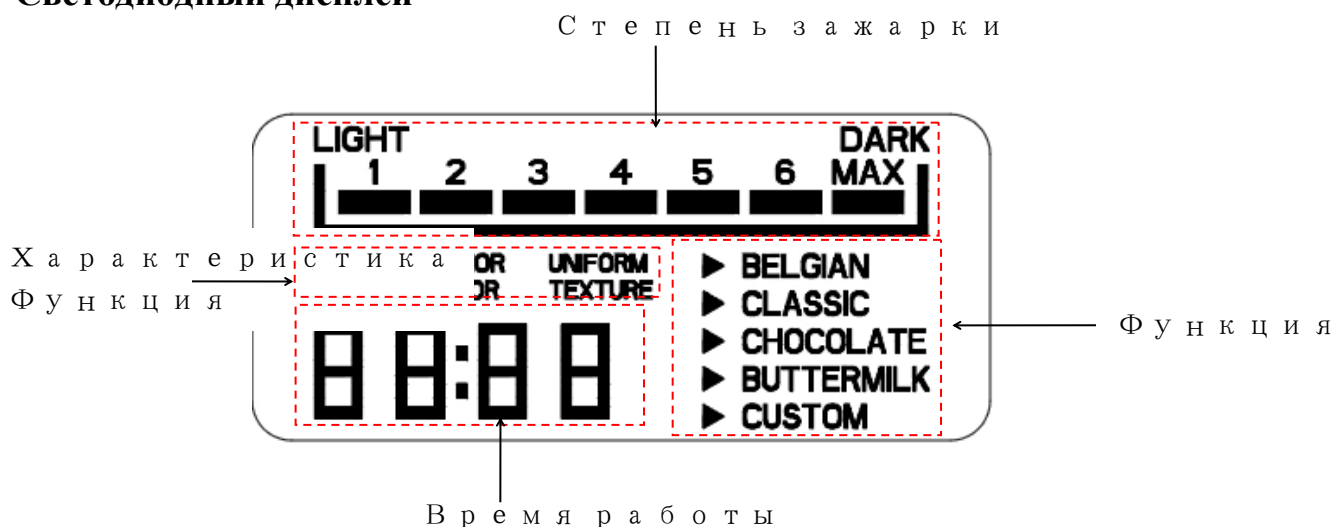 Светодиодный дисплей
Степень зажарки
LIGHT DARK
1 2 3 4 5 6 MAX
Характеристика UNIFORM
Функция TEXTURE
BELGIAN
CLASSIC
CHOCOLATE
BUTTERMILK
CUSTOM
88:88
Функция
Время работы